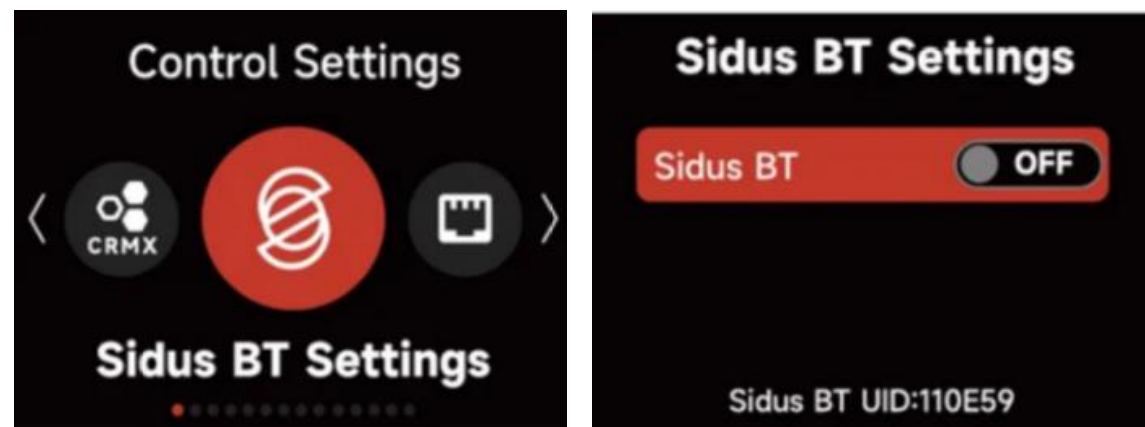 Control Settings
CRMX
Sidus BT Settings
Sidus BT Settings
Sidus BT OFF
Sidus BT UID:110E59